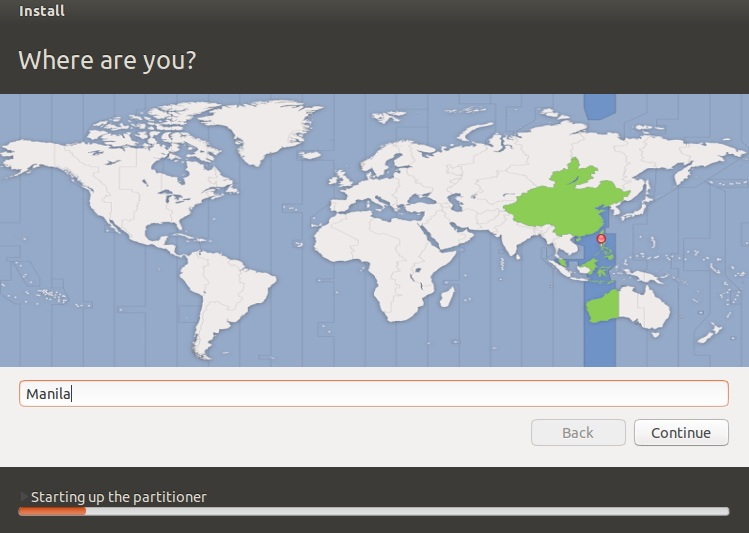 Install
Where are you?
Manila
Back
Continue
Starting up the partitioner